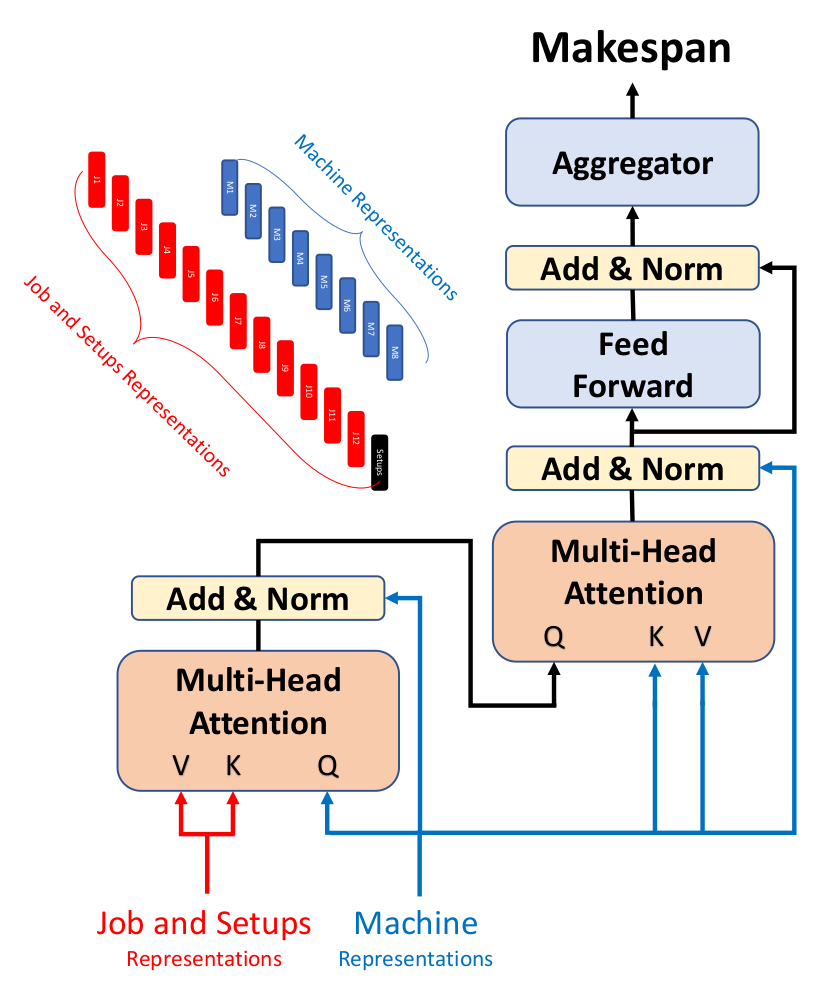 Makespan
Aggregator
Add & Norm
Feed
Forward
Add & Norm
Multi-Head
Attention
Q K V
Machine Representations
M1
M2
M3
M4
M5
M6
M7
M8
J1
J2
J3
J4
J5
J6
J7
J8
J9
J10
J11
J12
Setups
Job and Setups Representations
Add & Norm
Multi-Head
Attention
V K Q
Job and Setups
Representations
Machine
Representations